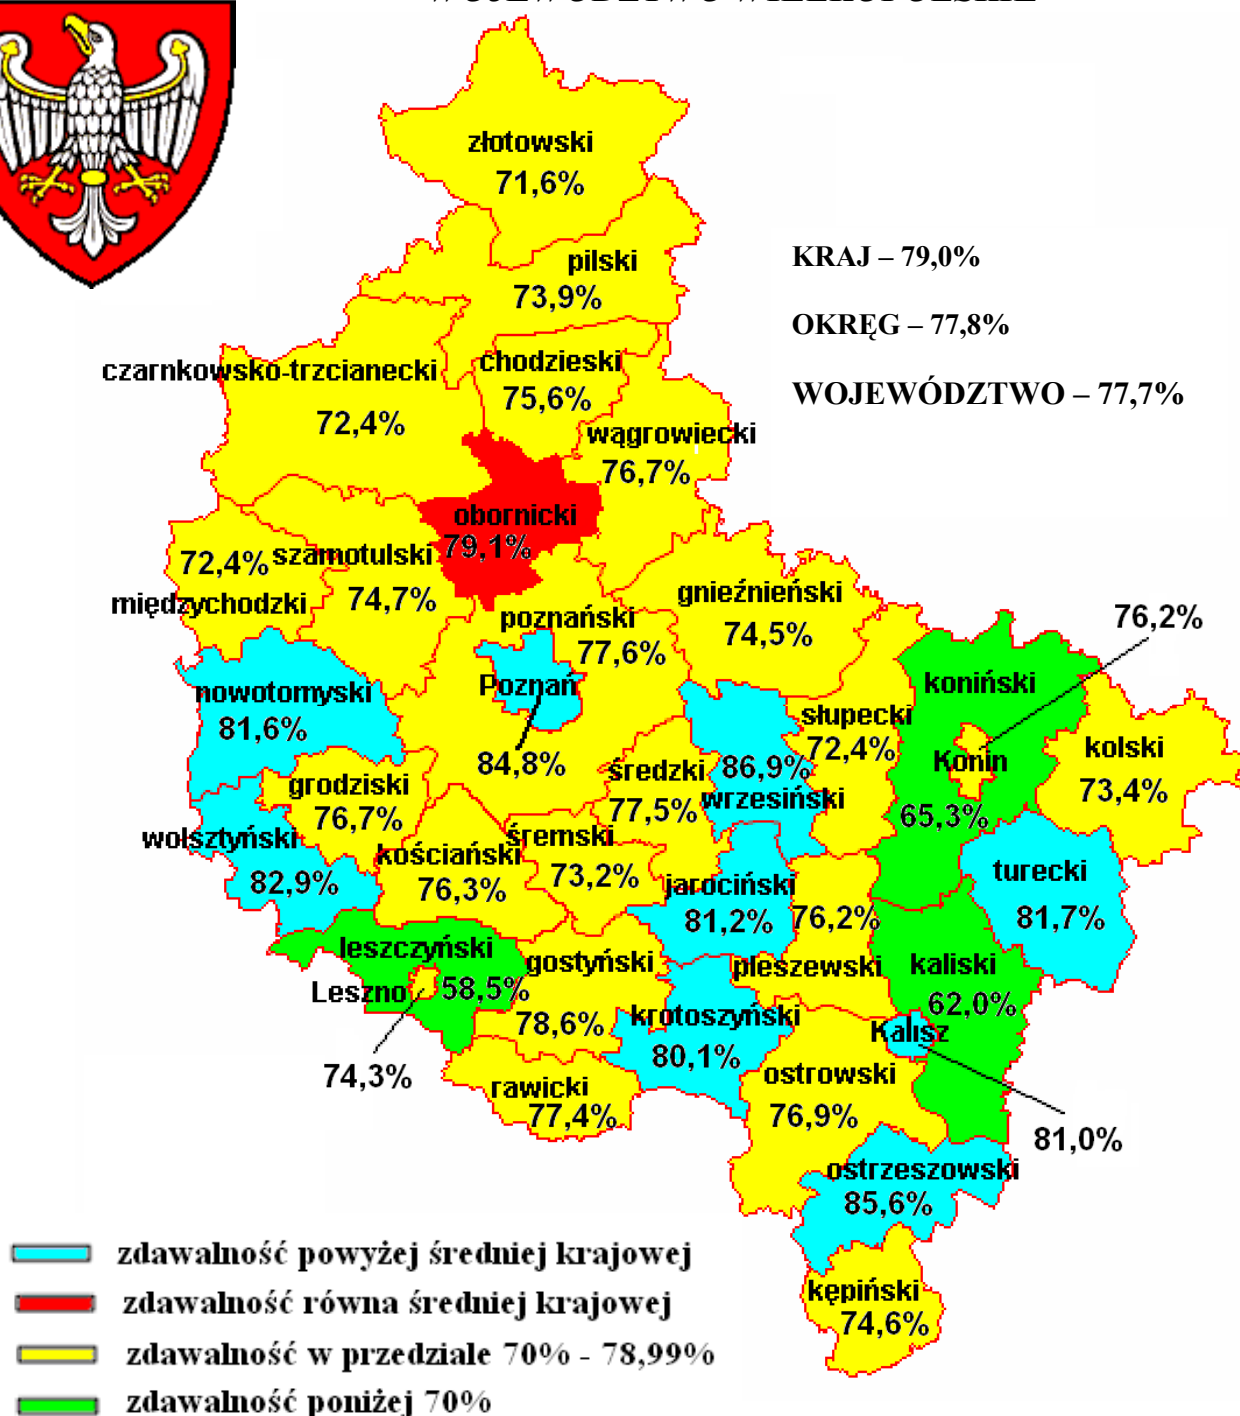 WOJEWÓDZTWO WIELKOPOLSKIE
złotowski
71,6%
KRAJ – 79,0%
pilski
73,9%
OKRĘG – 77,8%
czarnkowsko-trzcianecki
72,4%
chodzieski
75,6%
WOJEWÓDZTWO – 77,7%
wągrowiecki
76,7%
obornicki
79,1%
72,4%
międzychodzki
szamotulski
74,7%
gnieźnieński
74,5%
poznański
77,6%
76,2%
koniński
nowotomyski
81,6%
Poznań
84,8%
słupecki
72,4%
Konin
65,3%
kolski
73,4%
grodziski
76,7%
średzki
77,5%
86,9%
wrzesiński
wolsztyński
82,9%
kościański
76,3%
śremski
73,2%
jarociński
81,2%
76,2%
pleszewski
turecki
81,7%
leszczyński
58,5%
Leszno
74,3%
gostyński
78,6%
kaliski
62,0%
krotoszyński
80,1%
Kalisz
81,0%
rawicki
77,4%
ostrowski
76,9%
ostrzeszowski
85,6%
kępiński
74,6%
zdawalność powyżej średniej krajowej
zdawalność równa średniej krajowej
zdawalność w przedziale 70% - 78,99%
zdawalność poniżej 70%